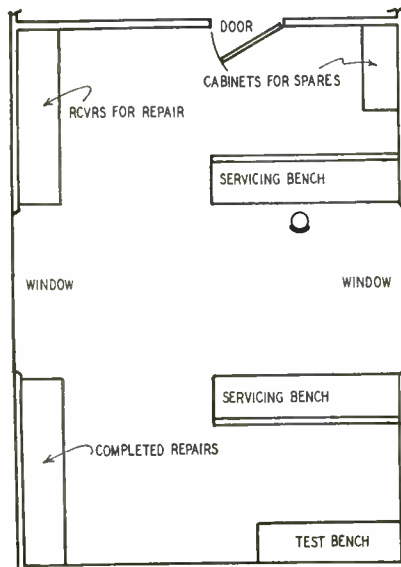 DOOR
CABINETS FOR SPARES
RCVRS FOR REPAIR
SERVICING BENCH
WINDOW
WINDOW
SERVICING BENCH
COMPLETED REPAIRS
TEST BENCH